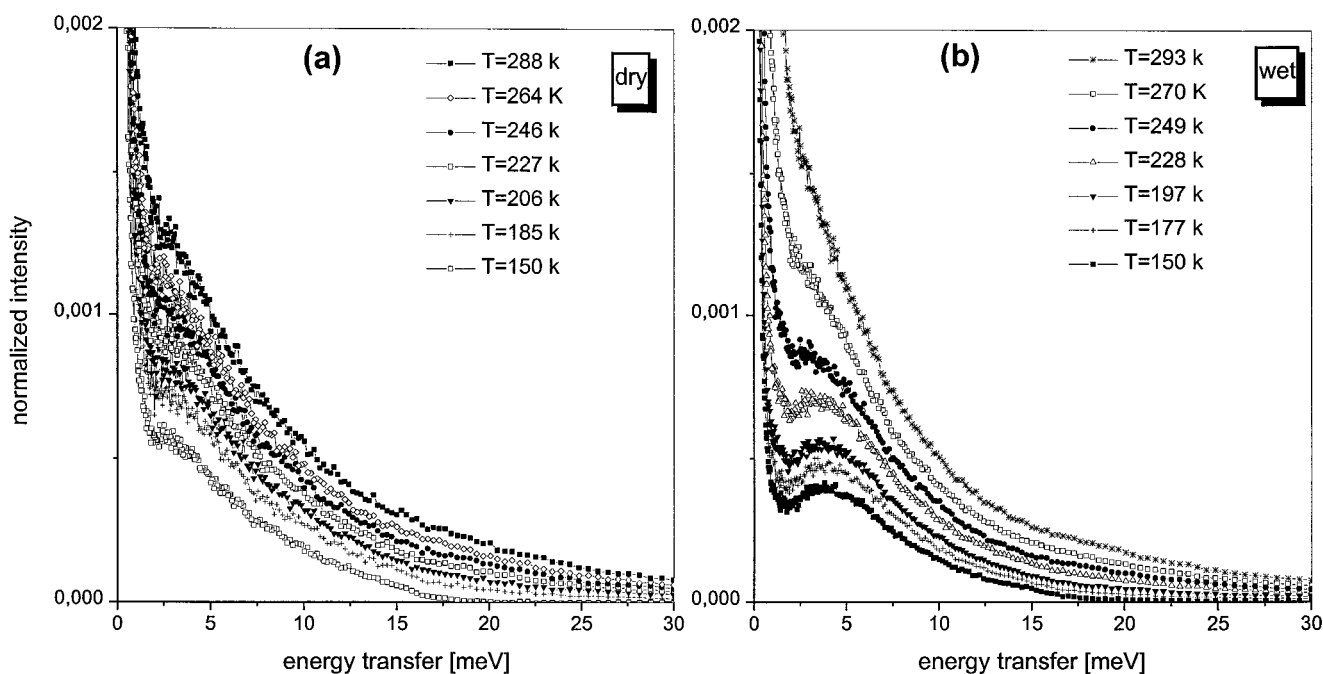 0,002
(a)
dry
T=288 k
T=264 K
T=246 k
T=227 k
T=206 k
T=185 k
T=150 k
0,001
0,000
0
5
10
15
20
25
30
normalized intensity
energy transfer [meV]
0,002
(b)
wet
T=293 k
T=270 K
T=249 k
T=228 k
T=197 k
T=177 k
T=150 k
0,001
0,000
0
5
10
15
20
25
30
energy transfer [meV]